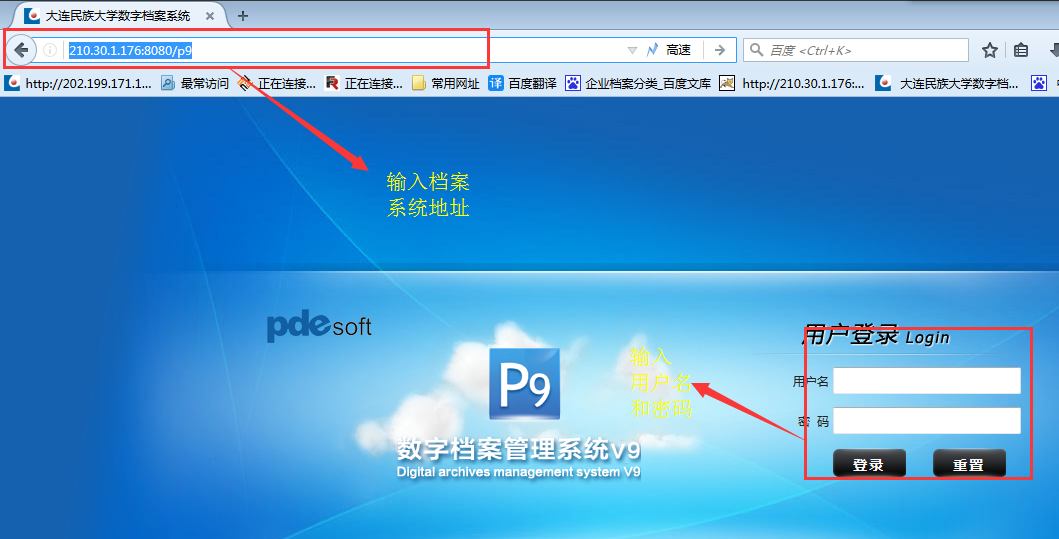 大连民族大学数字档案系统
210.30.1.176:8080/p9
高速
百度 <Ctrl+K>
http://202.199.171.1...
最常访问
正在连接...
正在连接...
常用网址
译
百度翻译
企业档案分类_百度文库
http://210.30.1.176:...
大连民族大学数字档...
输入档案
系统地址
pde soft
用户登录 Login
输入
用户名
和密码
用户名
密 码
P9
数字档案管理系统V9
Digital archives management system V9
登录
重置